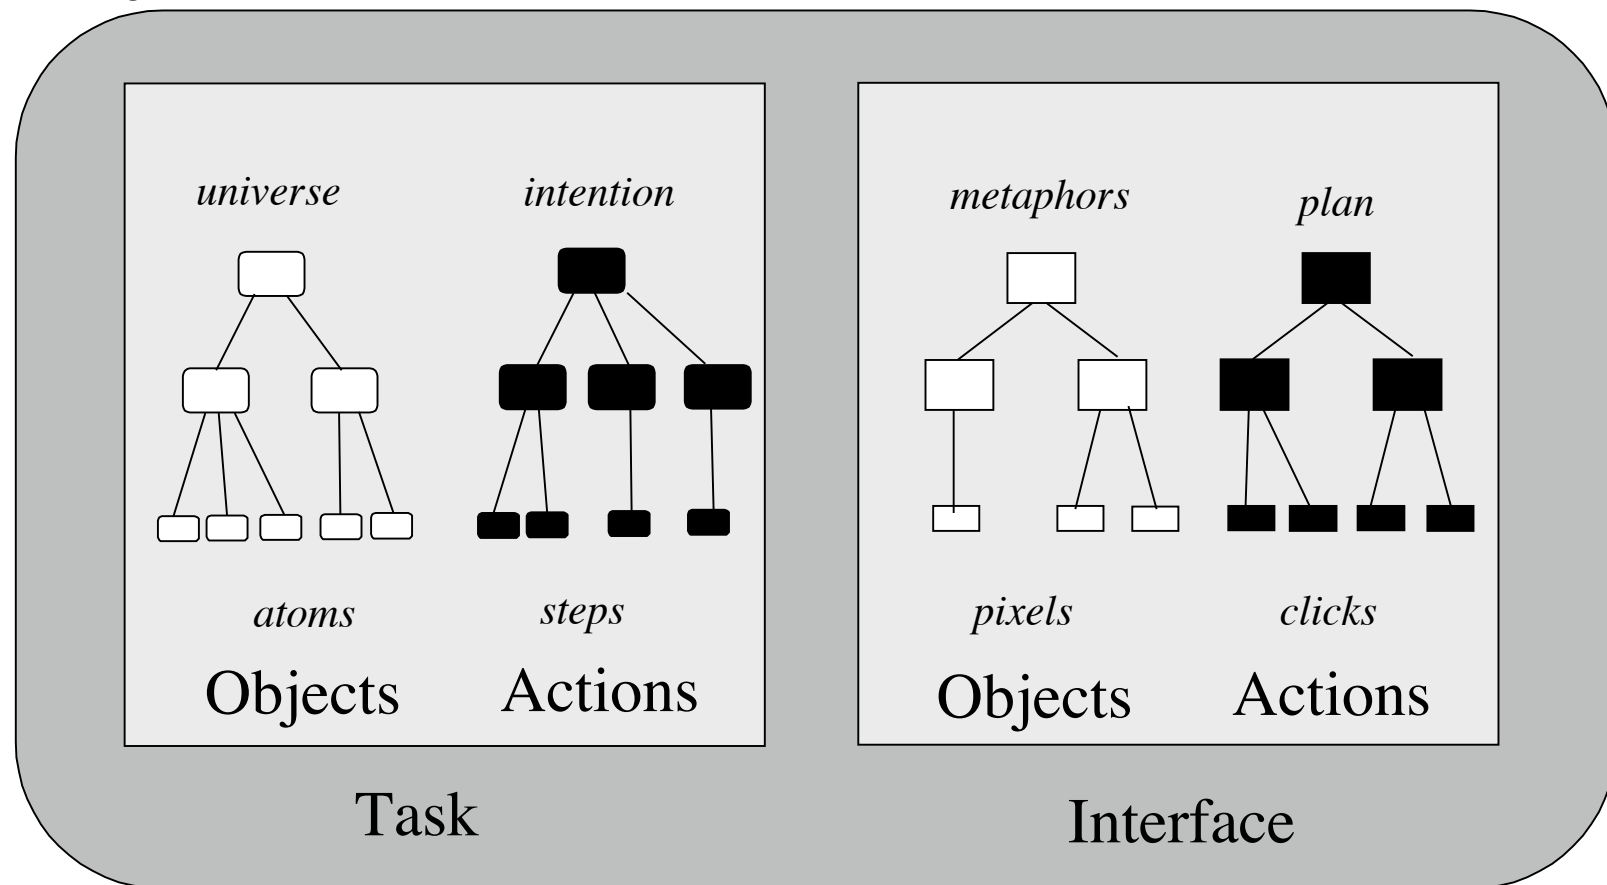 universe
intention
atoms
steps
Objects
Actions
Task
metaphors
plan
pixels
clicks
Objects
Actions
Interface